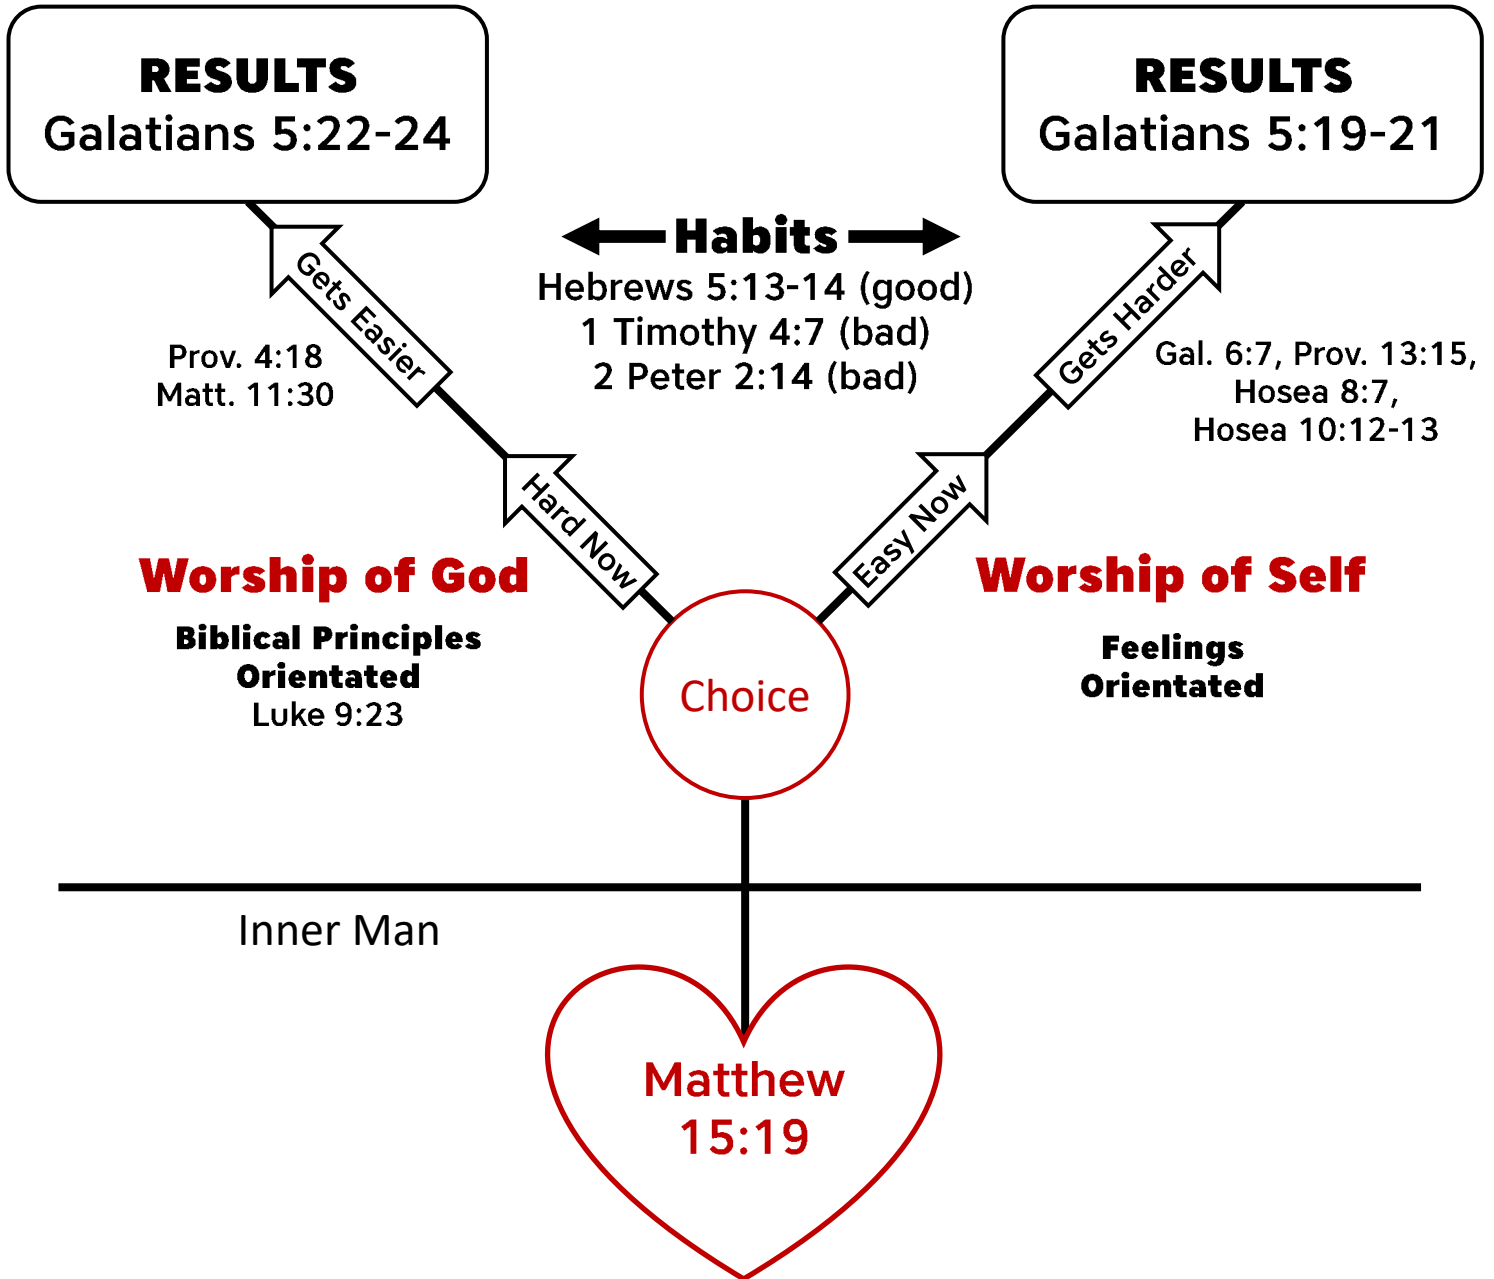 RESULTS
Galatians 5:22-24
RESULTS
Galatians 5:19-21
Habits
Hebrews 5:13-14 (good)
1 Timothy 4:7 (bad)
2 Peter 2:14 (bad)
Gets Easier
Prov. 4:18
Matt. 11:30
Gets Harder
Gal. 6:7, Prov. 13:15,
Hosea 8:7,
Hosea 10:12-13
Hard Now
Easy Now
Worship of God
Biblical Principles
Orientated
Luke 9:23
Worship of Self
Feelings
Orientated
Choice
Inner Man
Matthew
15:19